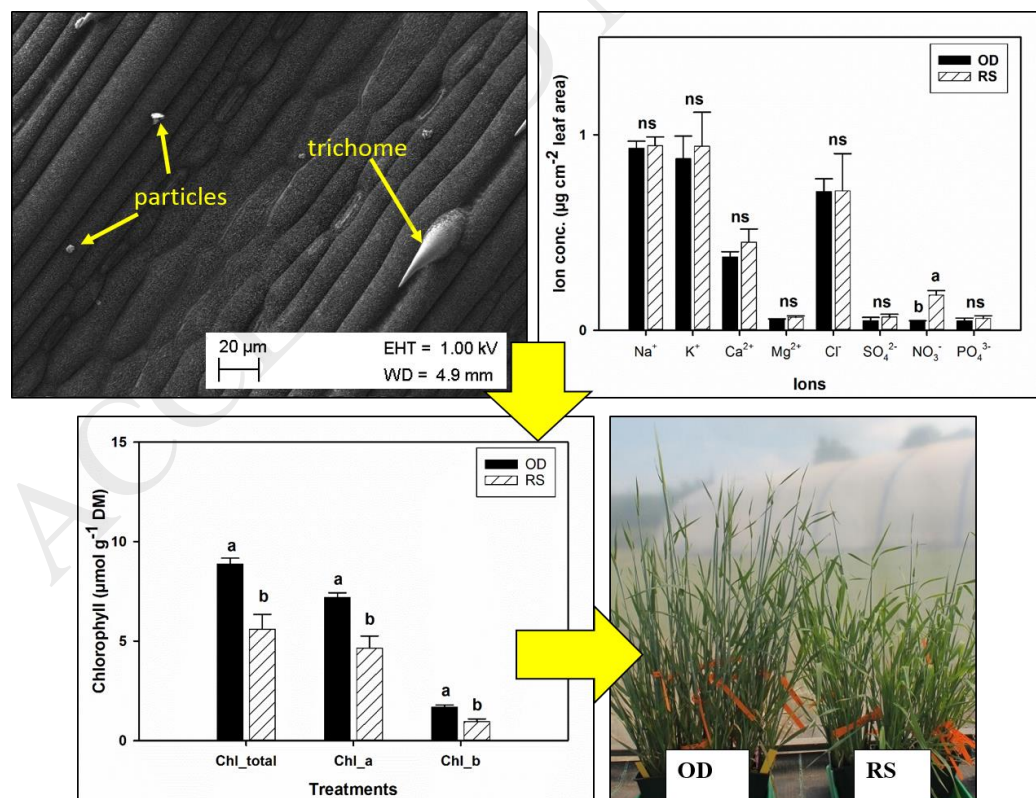 particles
trichome
20 µm
EHT = 1.00 kV
WD = 4.9 mm
OD
RS
Ion conc. (µg cm⁻² leaf area)
1
0
ns
ns
ns
ns
ns
ns
b
a
ns
Na⁺
K⁺
Ca²⁺
Mg²⁺
Cl⁻
SO₄²⁻
NO₃⁻
PO₄³⁻
Ions
OD
RS
Chlorophyll (µmol g⁻¹ DM)
15
10
5
0
a
b
a
b
a
b
Chl_total
Chl_a
Chl_b
Treatments
OD
RS